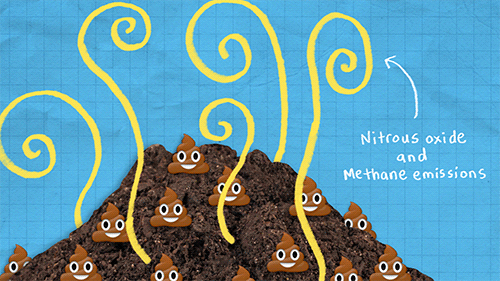 Nitrous oxide
and
Methane emissions